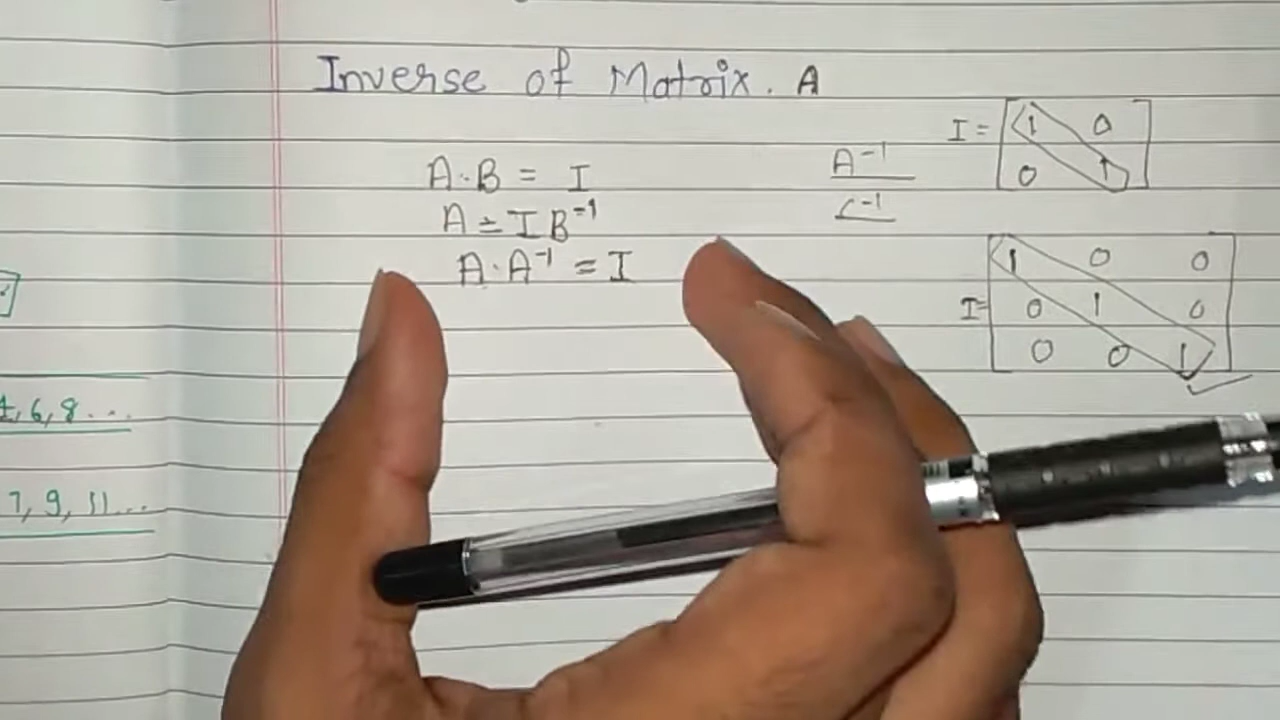 Inverse of Matrix. A
A·B = I
A = I B⁻¹
A·A⁻¹ = I
A⁻¹
I = 1 0
0 1
I = 1 0 0
0 1 0
0 0 1
6, 8...
7, 9, 11...